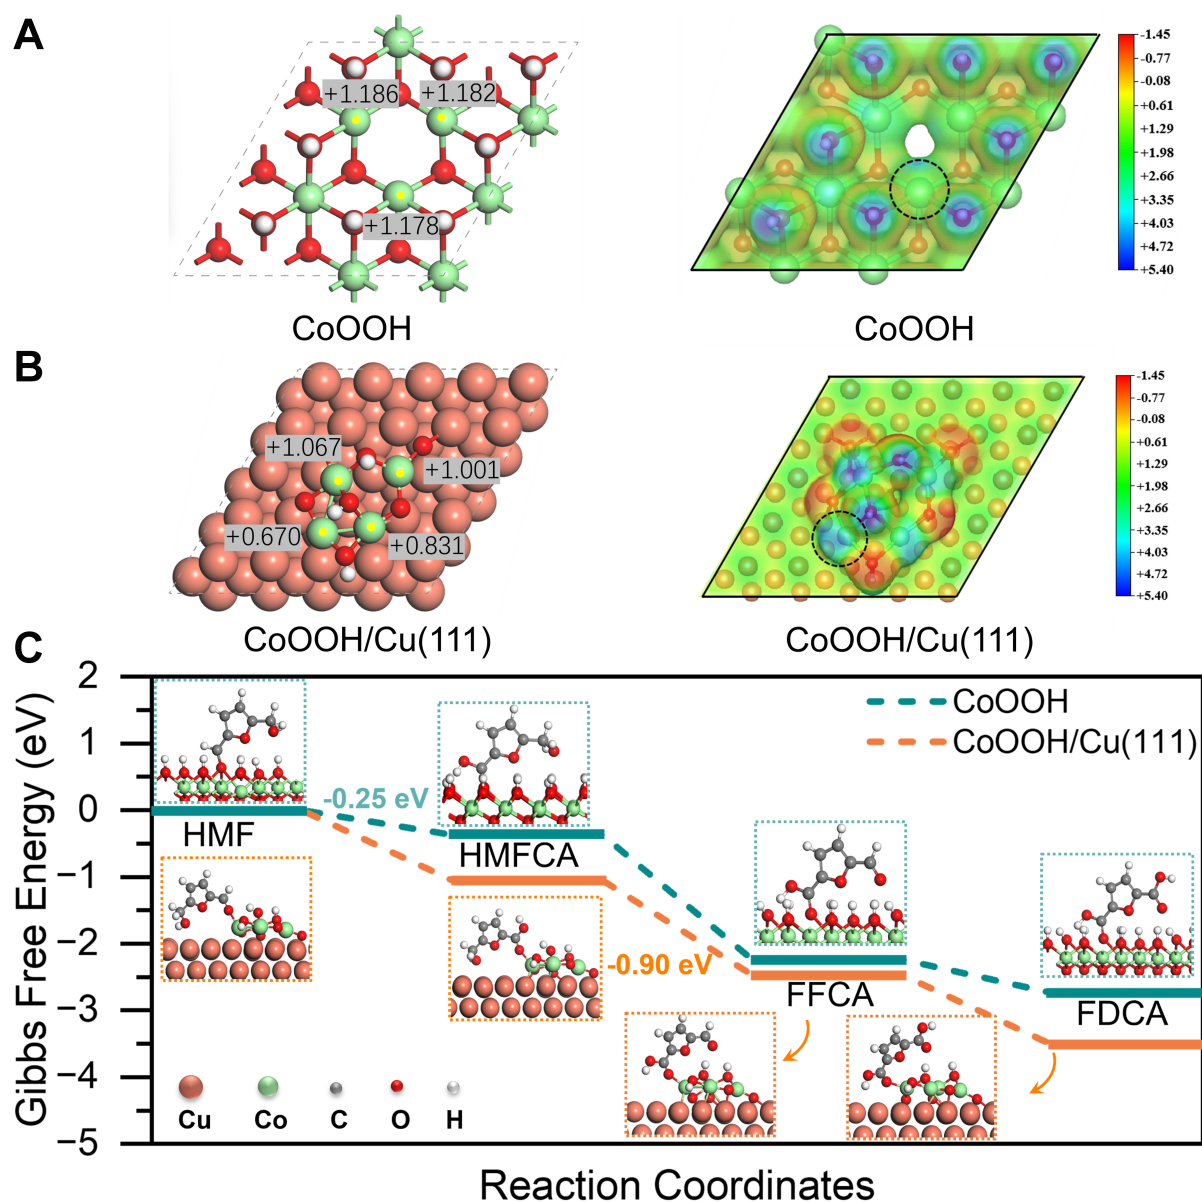 A
+1.186
+1.182
+1.178
CoOOH
CoOOH
-1.45
-0.77
-0.08
+0.61
+1.29
+1.98
+2.66
+3.35
+4.03
+4.72
+5.40
B
+1.067
+1.001
+0.670
+0.831
CoOOH/Cu(111)
CoOOH/Cu(111)
-1.45
-0.77
-0.08
+0.61
+1.29
+1.98
+2.66
+3.35
+4.03
+4.72
+5.40
C
Gibbs Free Energy (eV)
2
1
0
−1
−2
−3
−4
−5
CoOOH
CoOOH/Cu(111)
-0.25 eV
HMF
HMFCA
-0.90 eV
FFCA
FDCA
Cu
Co
C
O
H
Reaction Coordinates